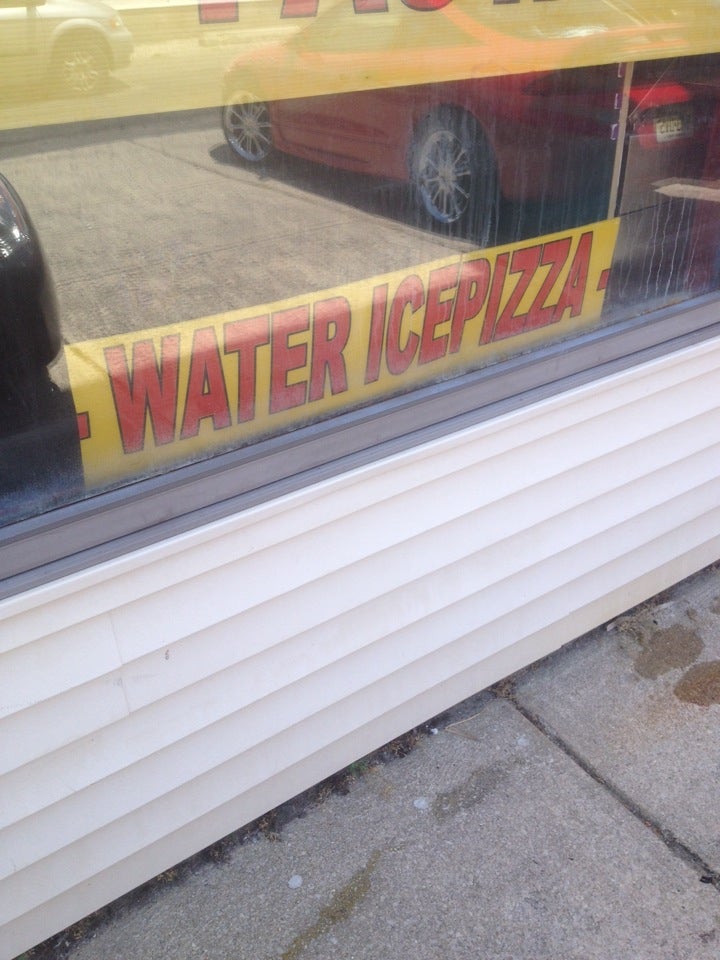 - WATER ICEPIZZA -